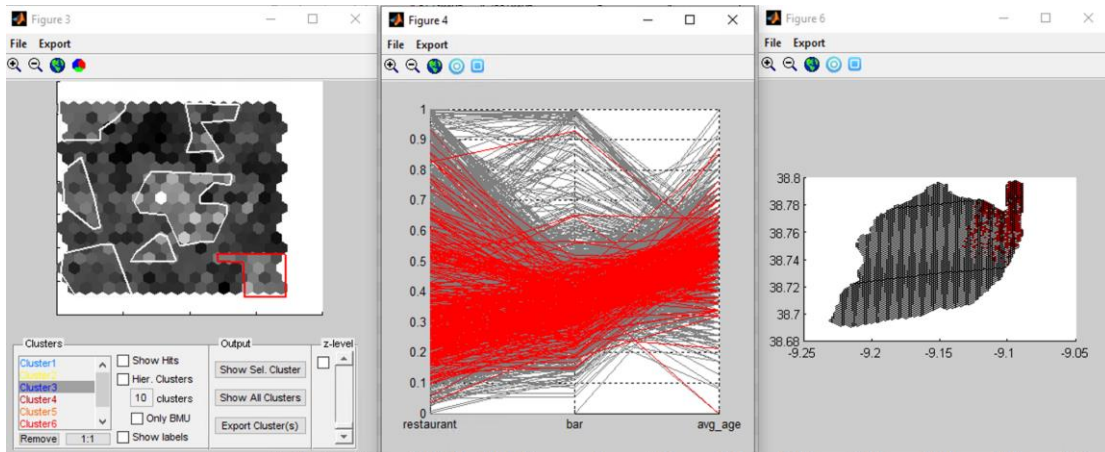 Figure 3
File Export
Clusters
Cluster1
Cluster3
Cluster4
Cluster5
Cluster6
Remove 1:1
Show Hits
Hier. Clusters
10 clusters
Only BMU
Show labels
Output
Show Sel. Cluster
Show All Clusters
Export Cluster(s)
z-level
Figure 4
File Export
1
0.9
0.8
0.7
0.6
0.5
0.4
0.3
0.2
0.1
0
restaurant bar avg_age
Figure 6
File Export
38.8
38.78
38.76
38.74
38.72
38.7
38.68
-9.25 -9.2 -9.15 -9.1 -9.05